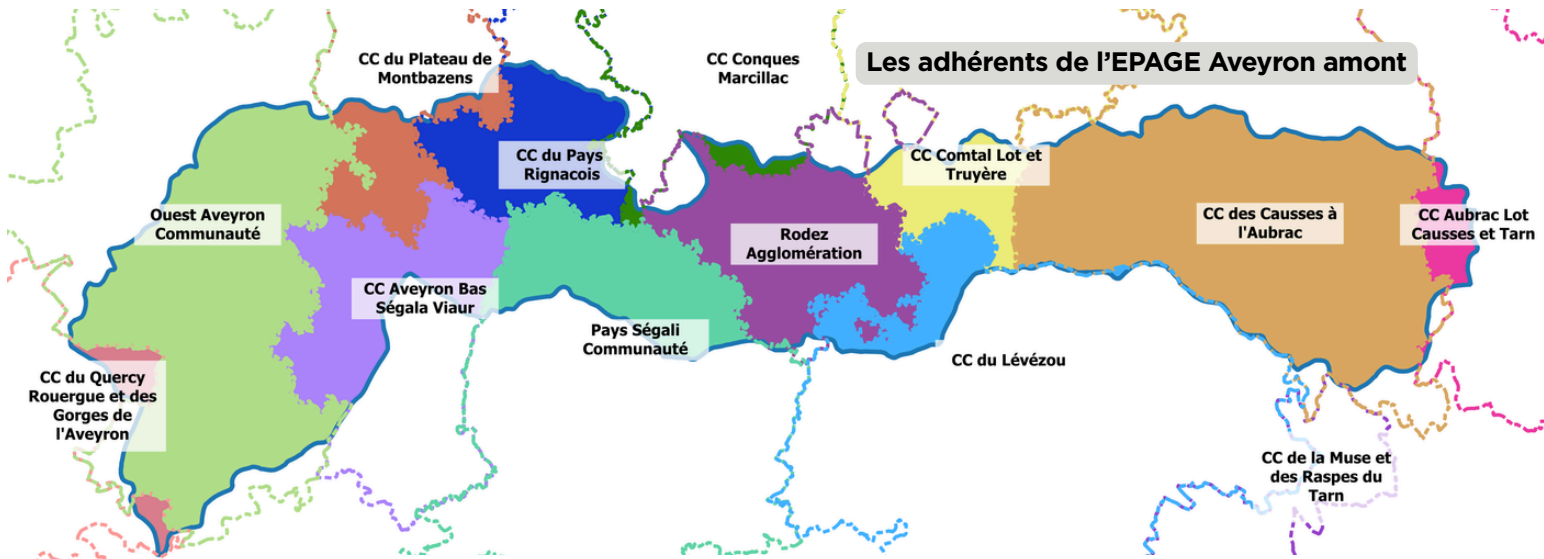 Les adhérents de l'EPAGE Aveyron amont
CC du Plateau de
Montbazens
CC Conques
Marcillac
CC du Pays
Rignacois
CC Comtal Lot et
Truyère
Ouest Aveyron
Communauté
Rodez
Agglomération
CC des Causses à
l'Aubrac
CC Aubrac Lot
Causses et Tarn
CC Aveyron Bas
Ségala Viaur
Pays Ségali
Communauté
CC du Lévézou
CC du Quercy
Rouergue et des
Gorges de
l'Aveyron
CC de la Muse et
des Raspes du
Tarn